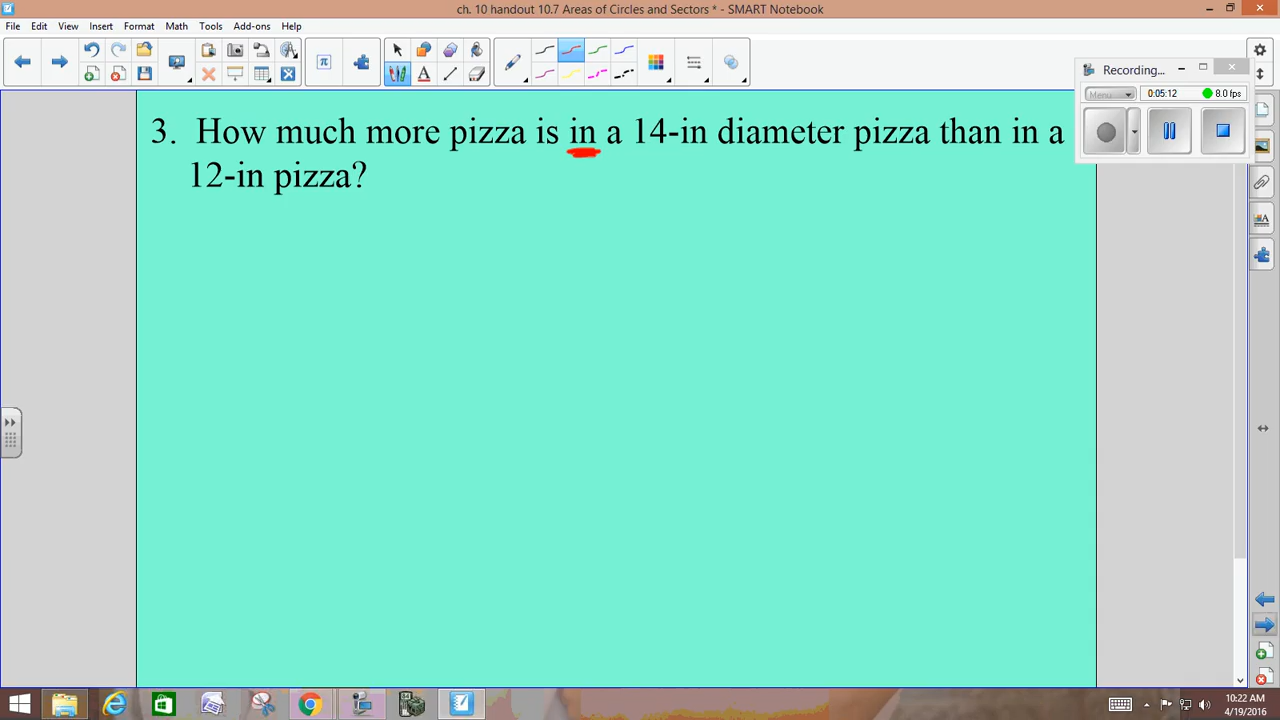 ch. 10 handout 10.7 Areas of Circles and Sectors * - SMART Notebook
File Edit View Insert Format Math Tools Add-ons Help
Recording...
Menu 0:05:12 8.0 fps
3. How much more pizza is in a 14-in diameter pizza than in a
12-in pizza?
10:22 AM
4/19/2016